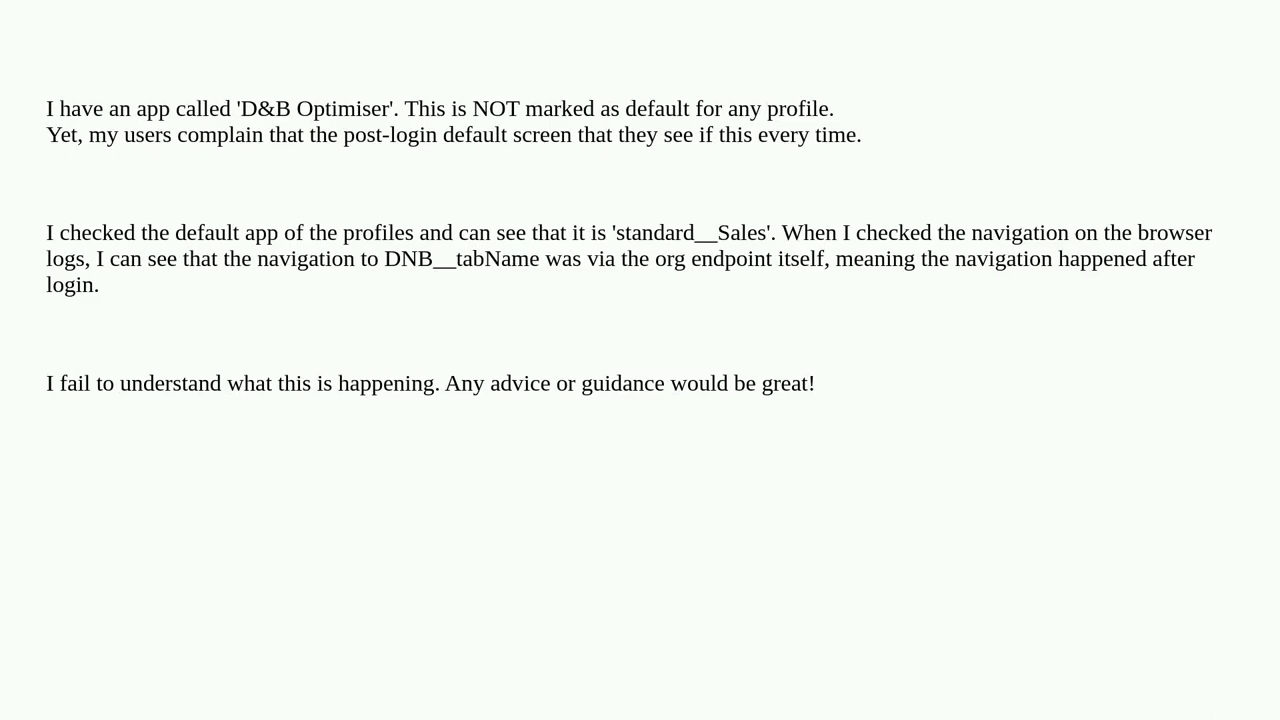 I have an app called 'D&B Optimiser'. This is NOT marked as default for any profile.
Yet, my users complain that the post-login default screen that they see if this every time.
I checked the default app of the profiles and can see that it is 'standard__Sales'. When I checked the navigation on the browser
logs, I can see that the navigation to DNB__tabName was via the org endpoint itself, meaning the navigation happened after
login.
I fail to understand what this is happening. Any advice or guidance would be great!